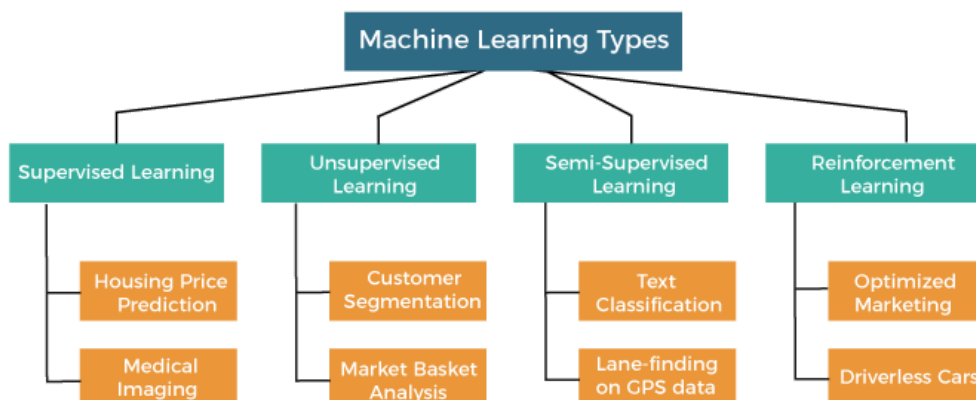 Machine Learning Types
Supervised Learning
Unsupervised
Learning
Semi-Supervised
Learning
Reinforcement
Learning
Housing Price
Prediction
Customer
Segmentation
Text
Classification
Optimized
Marketing
Medical
Imaging
Market Basket
Analysis
Lane-finding
on GPS data
Driverless Cars